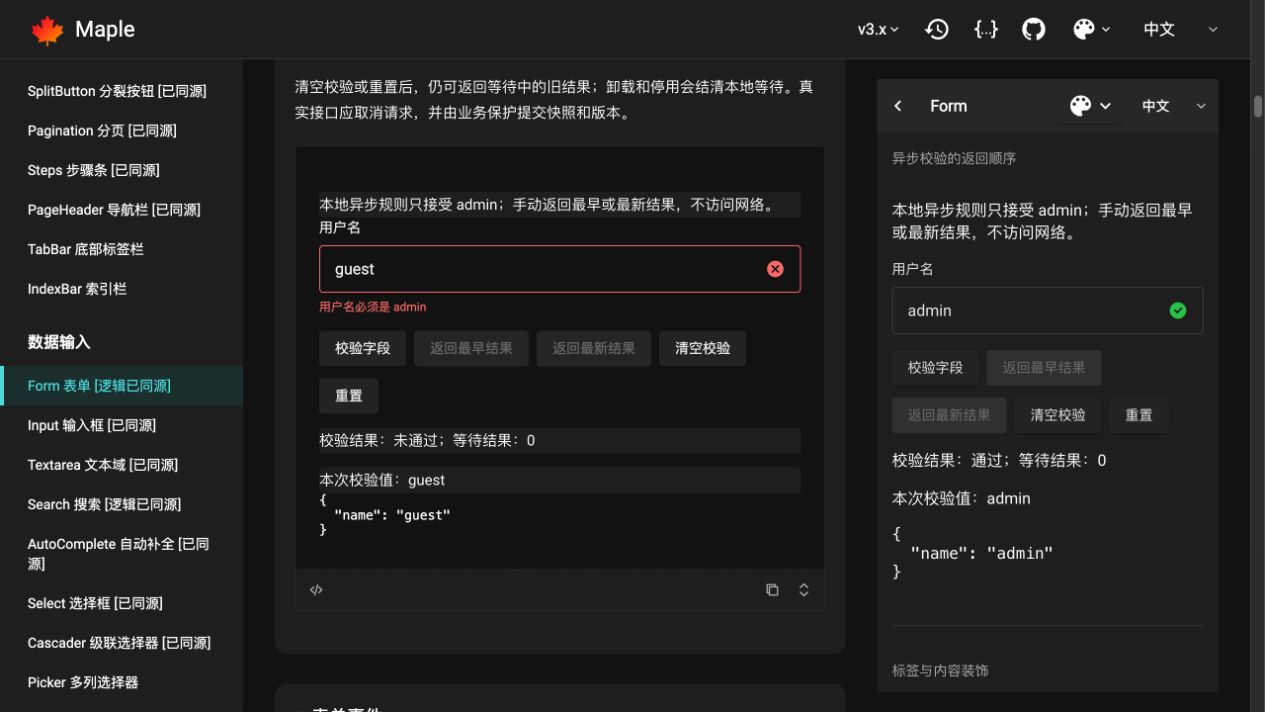 Maple
v3.x
中文
SplitButton 分裂按钮 [已同源]
Pagination 分页 [已同源]
Steps 步骤条 [已同源]
PageHeader 导航栏 [已同源]
TabBar 底部标签栏
IndexBar 索引栏
数据输入
Form 表单 [逻辑已同源]
Input 输入框 [已同源]
Textarea 文本域 [已同源]
Search 搜索 [逻辑已同源]
AutoComplete 自动补全 [已同
源]
Select 选择框 [已同源]
Cascader 级联选择器 [已同源]
Picker 多列选择器
清空校验或重置后，仍可返回等待中的旧结果；卸载和停用会结清本地等待。真
实接口应取消请求，并由业务保护提交快照和版本。
本地异步规则只接受 admin；手动返回最早或最新结果，不访问网络。
用户名
guest
用户名必须是 admin
校验字段
返回最早结果
返回最新结果
清空校验
重置
校验结果：未通过；等待结果：0
本次校验值：guest
{
"name": "guest"
}
表单事件
Form
中文
异步校验的返回顺序
本地异步规则只接受 admin；手动返回最早
或最新结果，不访问网络。
用户名
admin
校验字段
返回最早结果
返回最新结果
清空校验
重置
校验结果：通过；等待结果：0
本次校验值：admin
{
"name": "admin"
}
标签与内容装饰